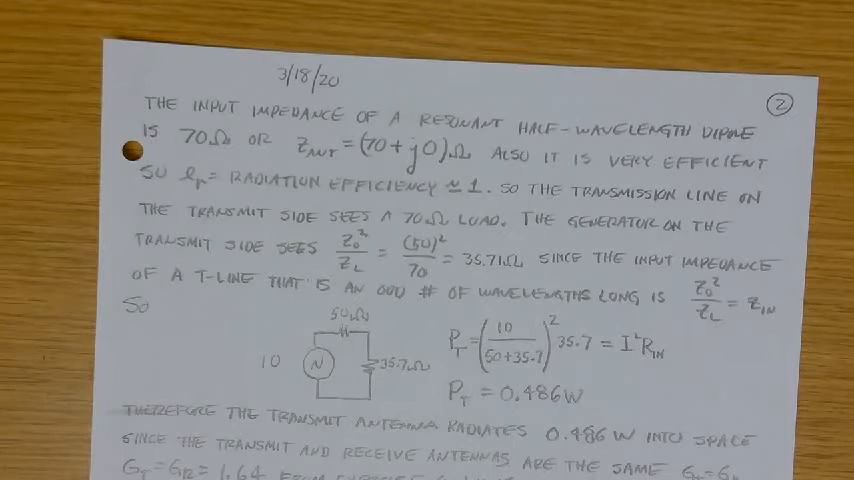 3/18/20
2
THE INPUT IMPEDANCE OF A RESONANT HALF-WAVELENGTH DIPOLE
IS 70Ω OR Z_ANT = (70 + j0)Ω ALSO IT IS VERY EFFICIENT
SO e_r = RADIATION EFFICIENCY ≃ 1. SO THE TRANSMISSION LINE ON
THE TRANSMIT SIDE SEES A 70Ω LOAD. THE GENERATOR ON THE
TRANSMIT SIDE SEES Z_0^2/Z_L = (50)^2/70 = 35.71Ω SINCE THE INPUT IMPEDANCE
OF A T-LINE THAT IS AN ODD # OF WAVELENGTHS LONG IS Z_0^2/Z_L = Z_IN
SO
50Ω
10 N 35.7Ω
P_T = (10/(50+35.7))^2 35.7 = I^2 R_IN
P_T = 0.486W
THEREFORE THE TRANSMIT ANTENNA RADIATES 0.486 W INTO SPACE
SINCE THE TRANSMIT AND RECEIVE ANTENNAS ARE THE SAME
G_T = G_R = 1.64 FROM